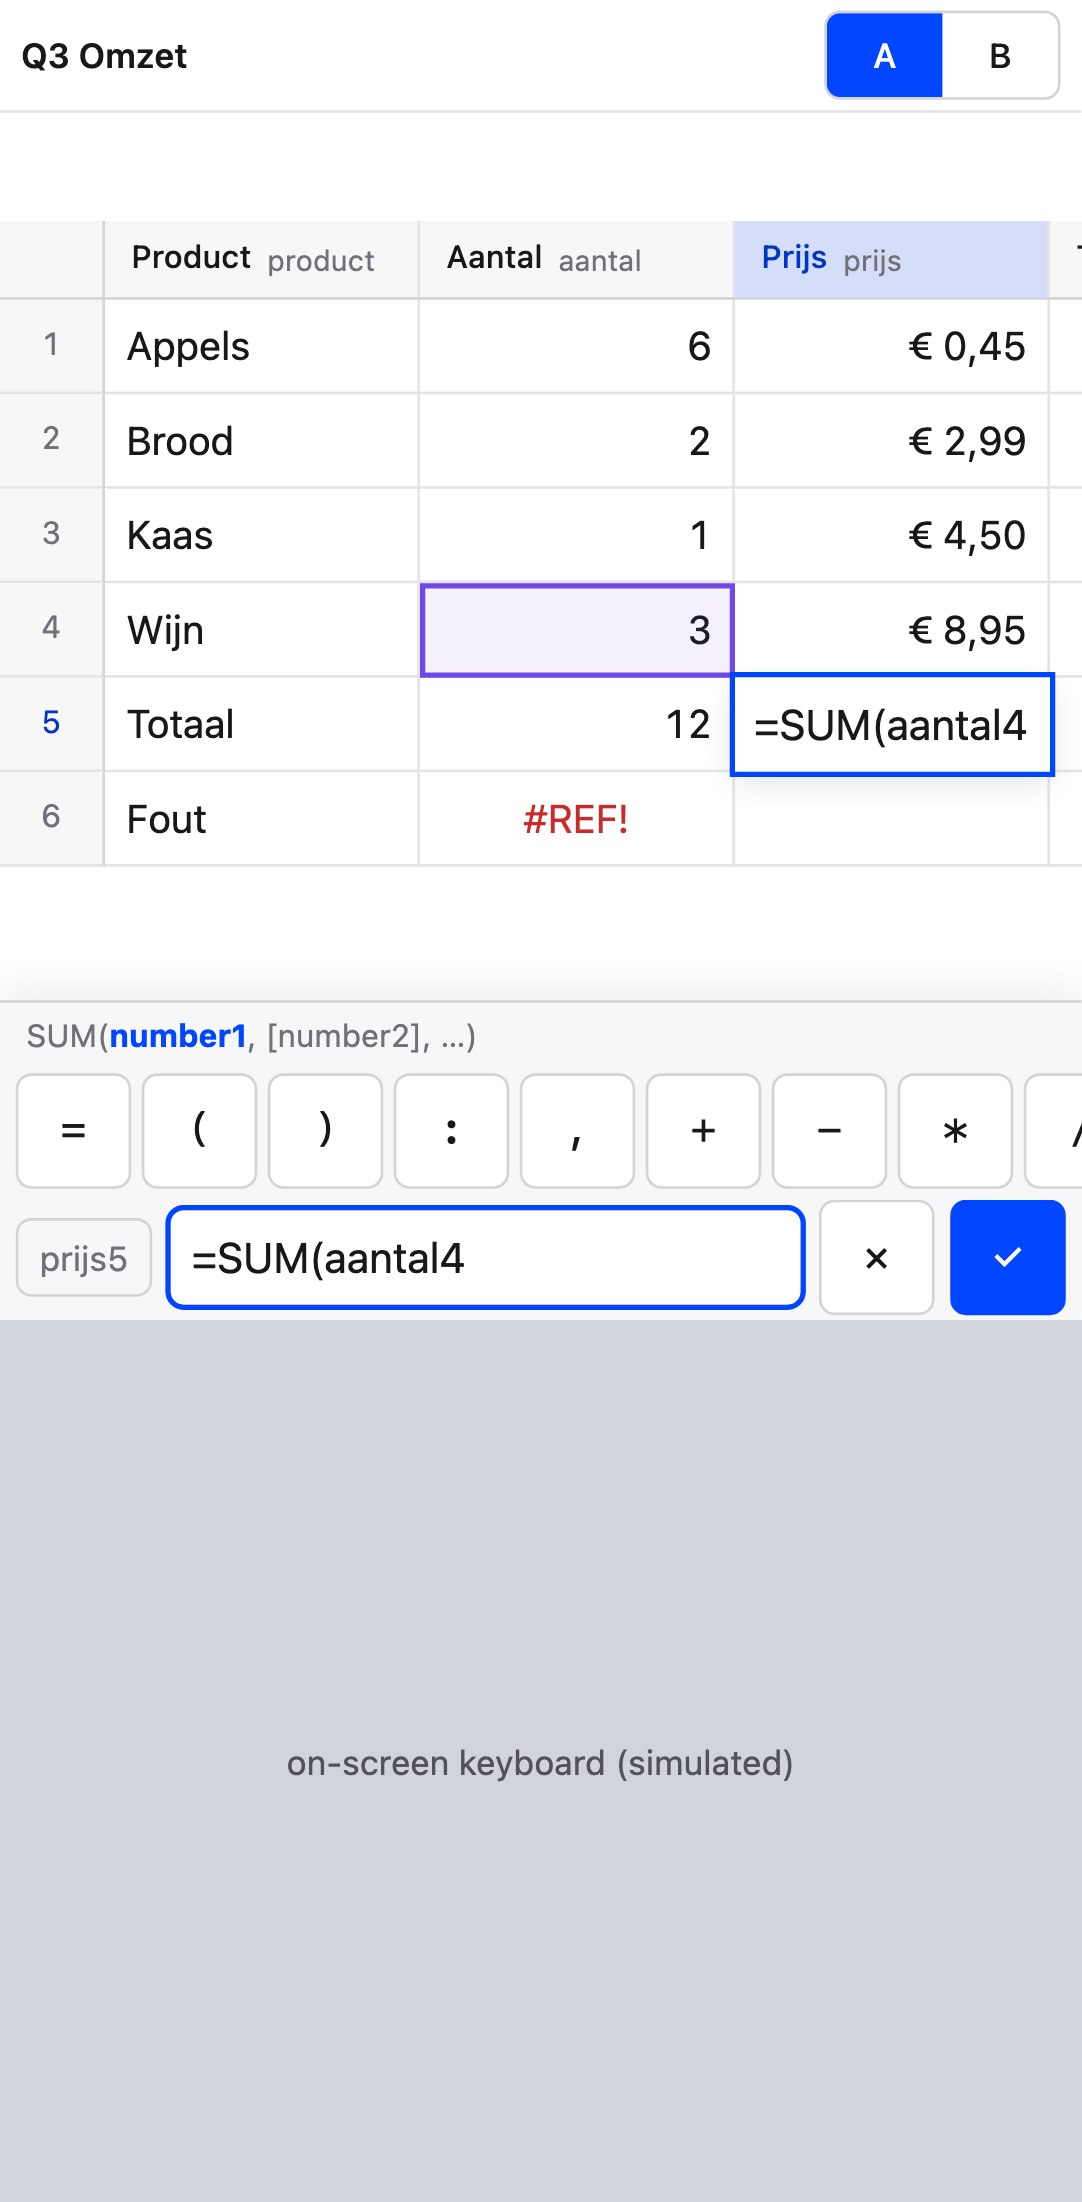 Q3 Omzet A B
Product product Aantal aantal Prijs prijs
1 Appels 6 € 0,45
2 Brood 2 € 2,99
3 Kaas 1 € 4,50
4 Wijn 3 € 8,95
5 Totaal 12 =SUM(aantal4
6 Fout #REF!
SUM(number1, [number2], ...)
= ( ) : , + − * /
prijs5 =SUM(aantal4 × ✓
on-screen keyboard (simulated)